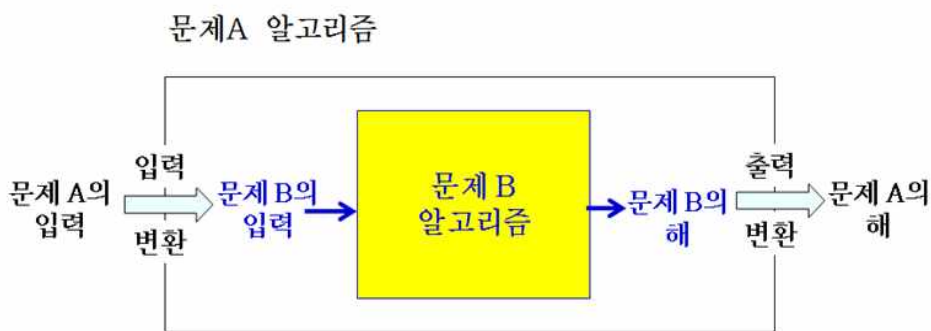 문제A 알고리즘
문제 A의
입력
입력
변환
문제 B의
입력
문제 B
알고리즘
문제 B의
해
출력
변환
문제 A의
해